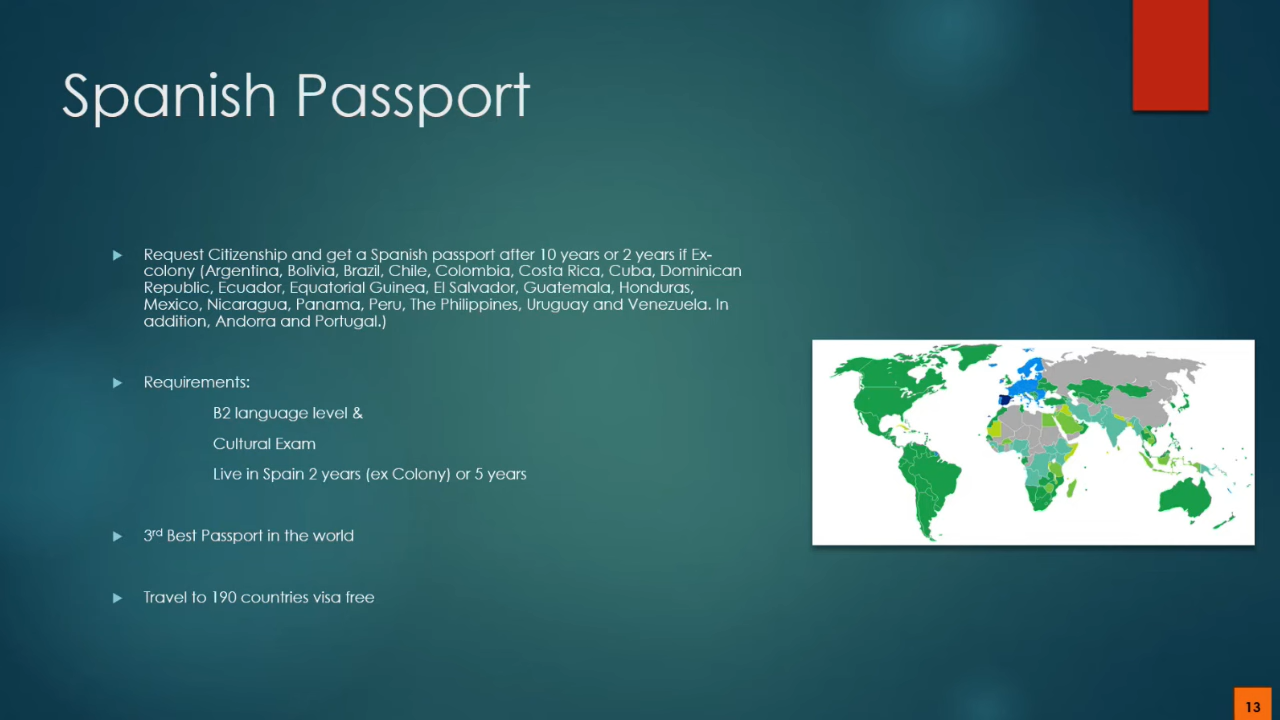 Spanish Passport
Request Citizenship and get a Spanish passport after 10 years or 2 years if Ex-
colony (Argentina, Bolivia, Brazil, Chile, Colombia, Costa Rica, Cuba, Dominican
Republic, Ecuador, Equatorial Guinea, El Salvador, Guatemala, Honduras,
Mexico, Nicaragua, Panama, Peru, The Philippines, Uruguay and Venezuela. In
addition, Andorra and Portugal.)
Requirements:
B2 language level &
Cultural Exam
Live in Spain 2 years (ex Colony) or 5 years
3rd Best Passport in the world
Travel to 190 countries visa free
13